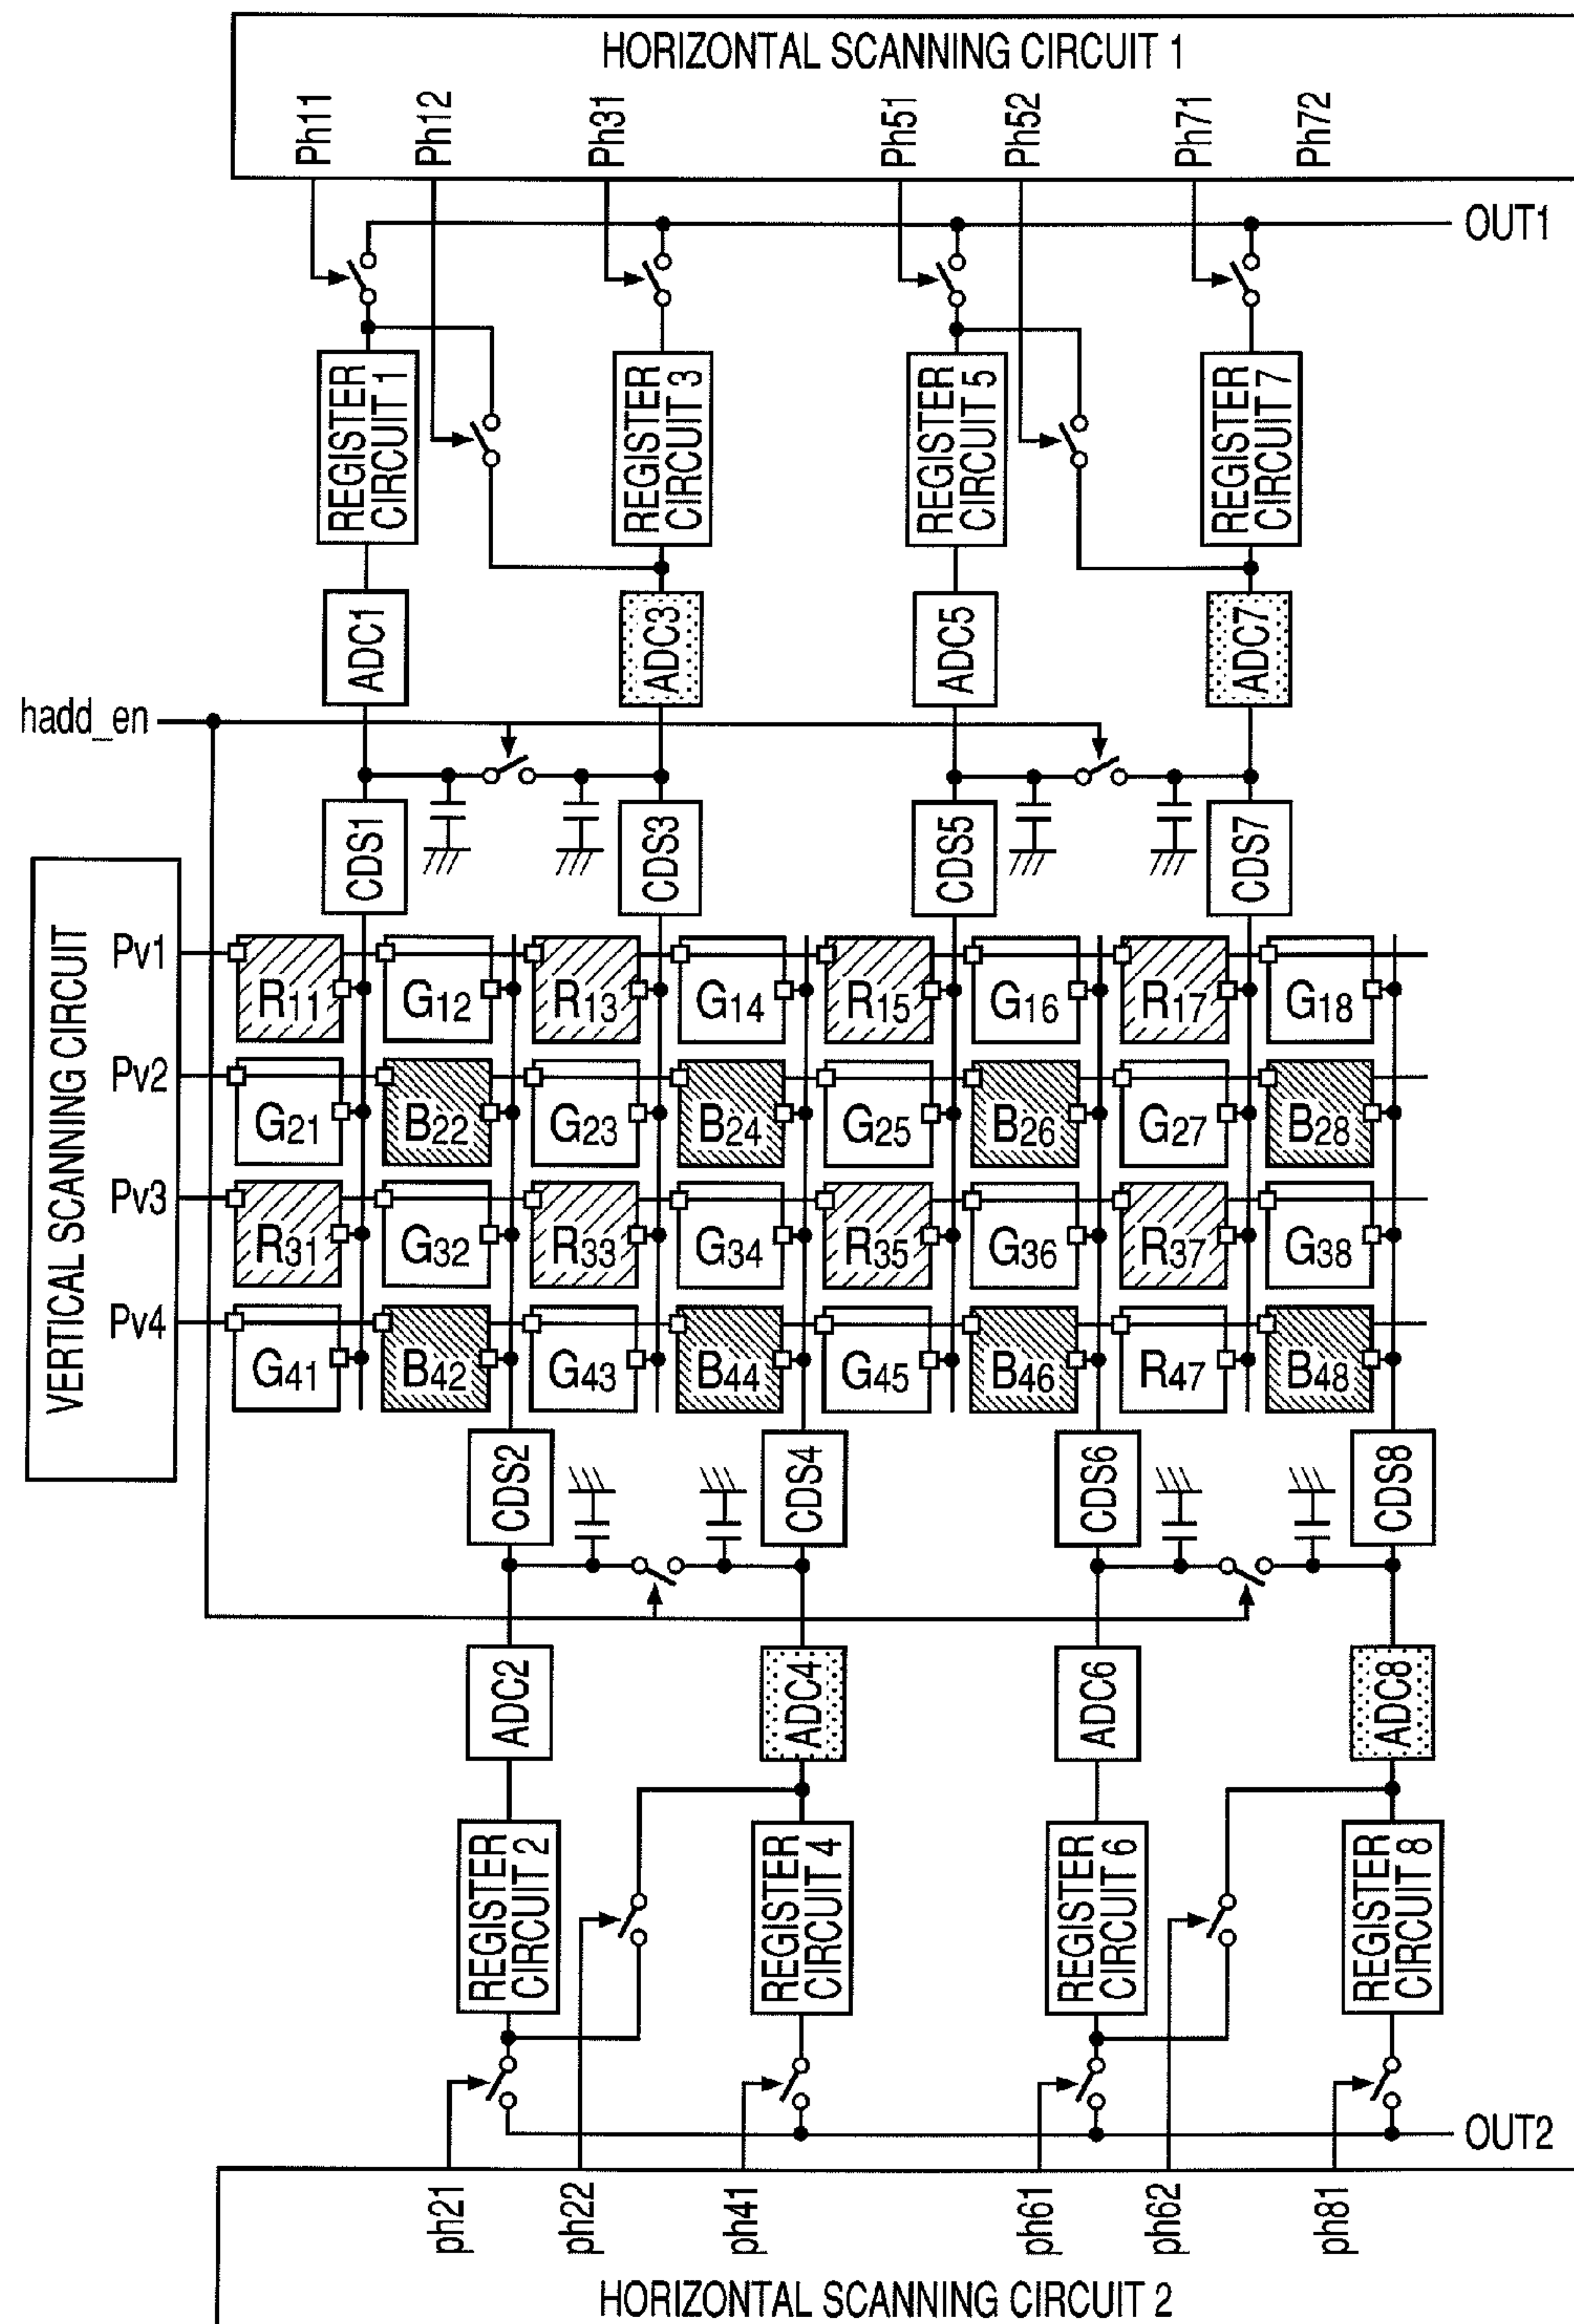 HORIZONTAL SCANNING CIRCUIT 1
Ph11
Ph12
Ph31
Ph51
Ph52
Ph71
Ph72
OUT1
REGISTER
CIRCUIT 1
REGISTER
CIRCUIT 3
REGISTER
CIRCUIT 5
REGISTER
CIRCUIT 7
ADC1
ADC3
ADC5
ADC7
hadd_en
CDS1
CDS3
CDS5
CDS7
VERTICAL SCANNING CIRCUIT
Pv1
R11 G12 R13 G14 R15 G16 R17 G18
Pv2
G21 B22 G23 B24 G25 B26 G27 B28
Pv3
R31 G32 R33 G34 R35 G36 R37 G38
Pv4
G41 B42 G43 B44 G45 B46 R47 B48
CDS2
CDS4
CDS6
CDS8
ADC2
ADC4
ADC6
ADC8
REGISTER
CIRCUIT 2
REGISTER
CIRCUIT 4
REGISTER
CIRCUIT 6
REGISTER
CIRCUIT 8
OUT2
ph21
ph22
ph41
ph61
ph62
ph81
HORIZONTAL SCANNING CIRCUIT 2